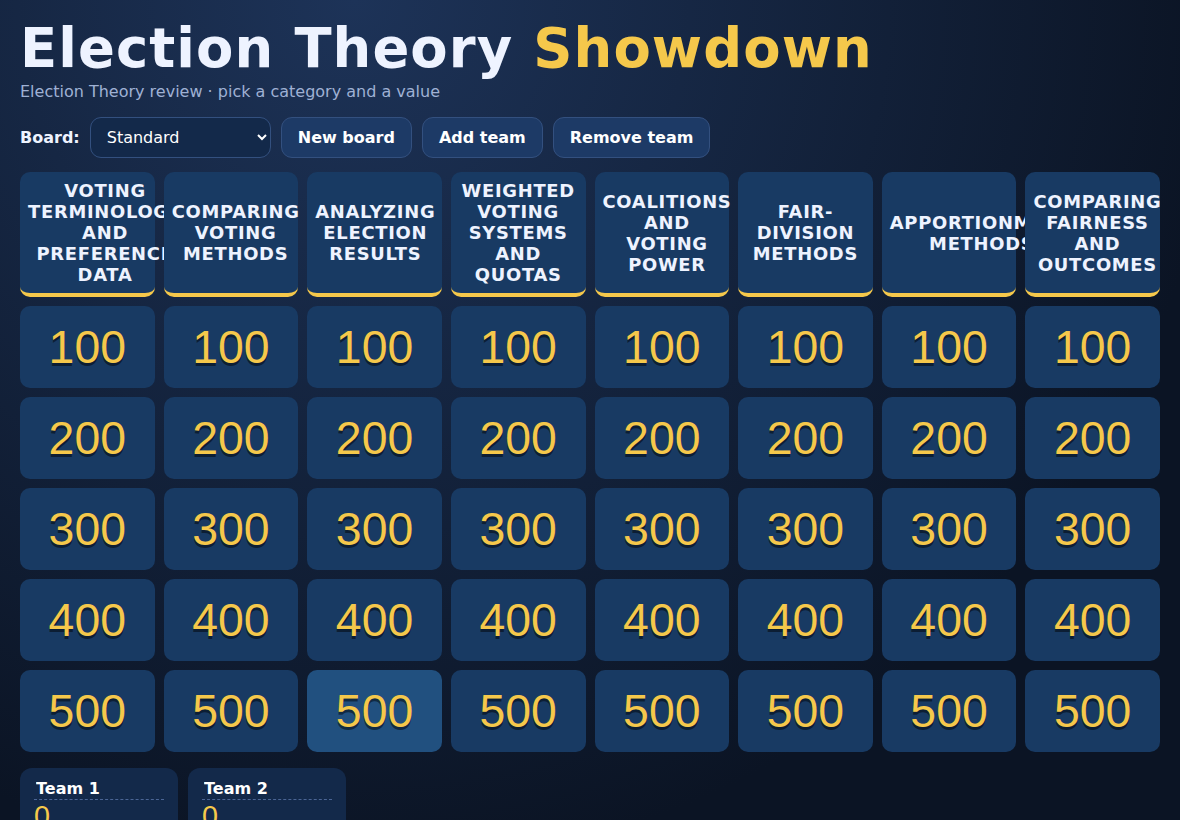 Election Theory Showdown
Election Theory review · pick a category and a value
Board: Standard New board Add team Remove team
VOTING
TERMINOLOG
AND
PREFERENC
DATA
COMPARING
VOTING
METHODS
ANALYZING
ELECTION
RESULTS
WEIGHTED
VOTING
SYSTEMS
AND
QUOTAS
COALITIONS
AND
VOTING
POWER
FAIR-
DIVISION
METHODS
APPORTIONM
METHODS
COMPARING
FAIRNESS
AND
OUTCOMES
100 100 100 100 100 100 100 100
200 200 200 200 200 200 200 200
300 300 300 300 300 300 300 300
400 400 400 400 400 400 400 400
500 500 500 500 500 500 500 500
Team 1 Team 2
0 0